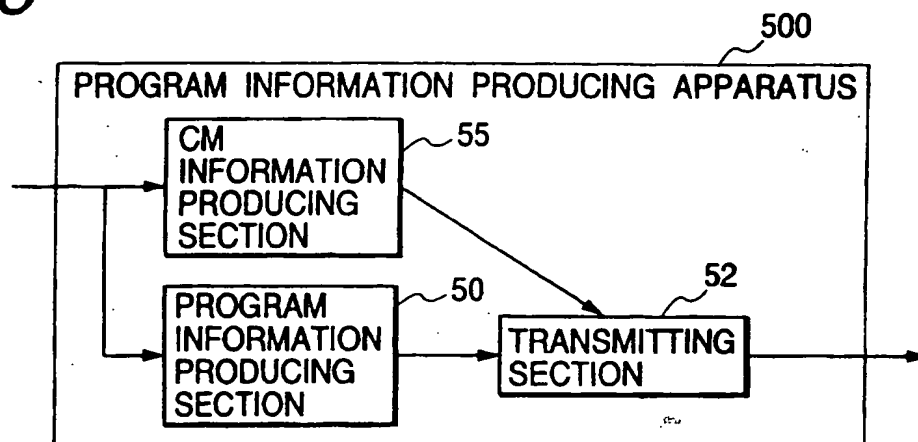 500
PROGRAM INFORMATION PRODUCING APPARATUS
CM
INFORMATION
PRODUCING
SECTION
55
PROGRAM
INFORMATION
PRODUCING
SECTION
50
TRANSMITTING
SECTION
52